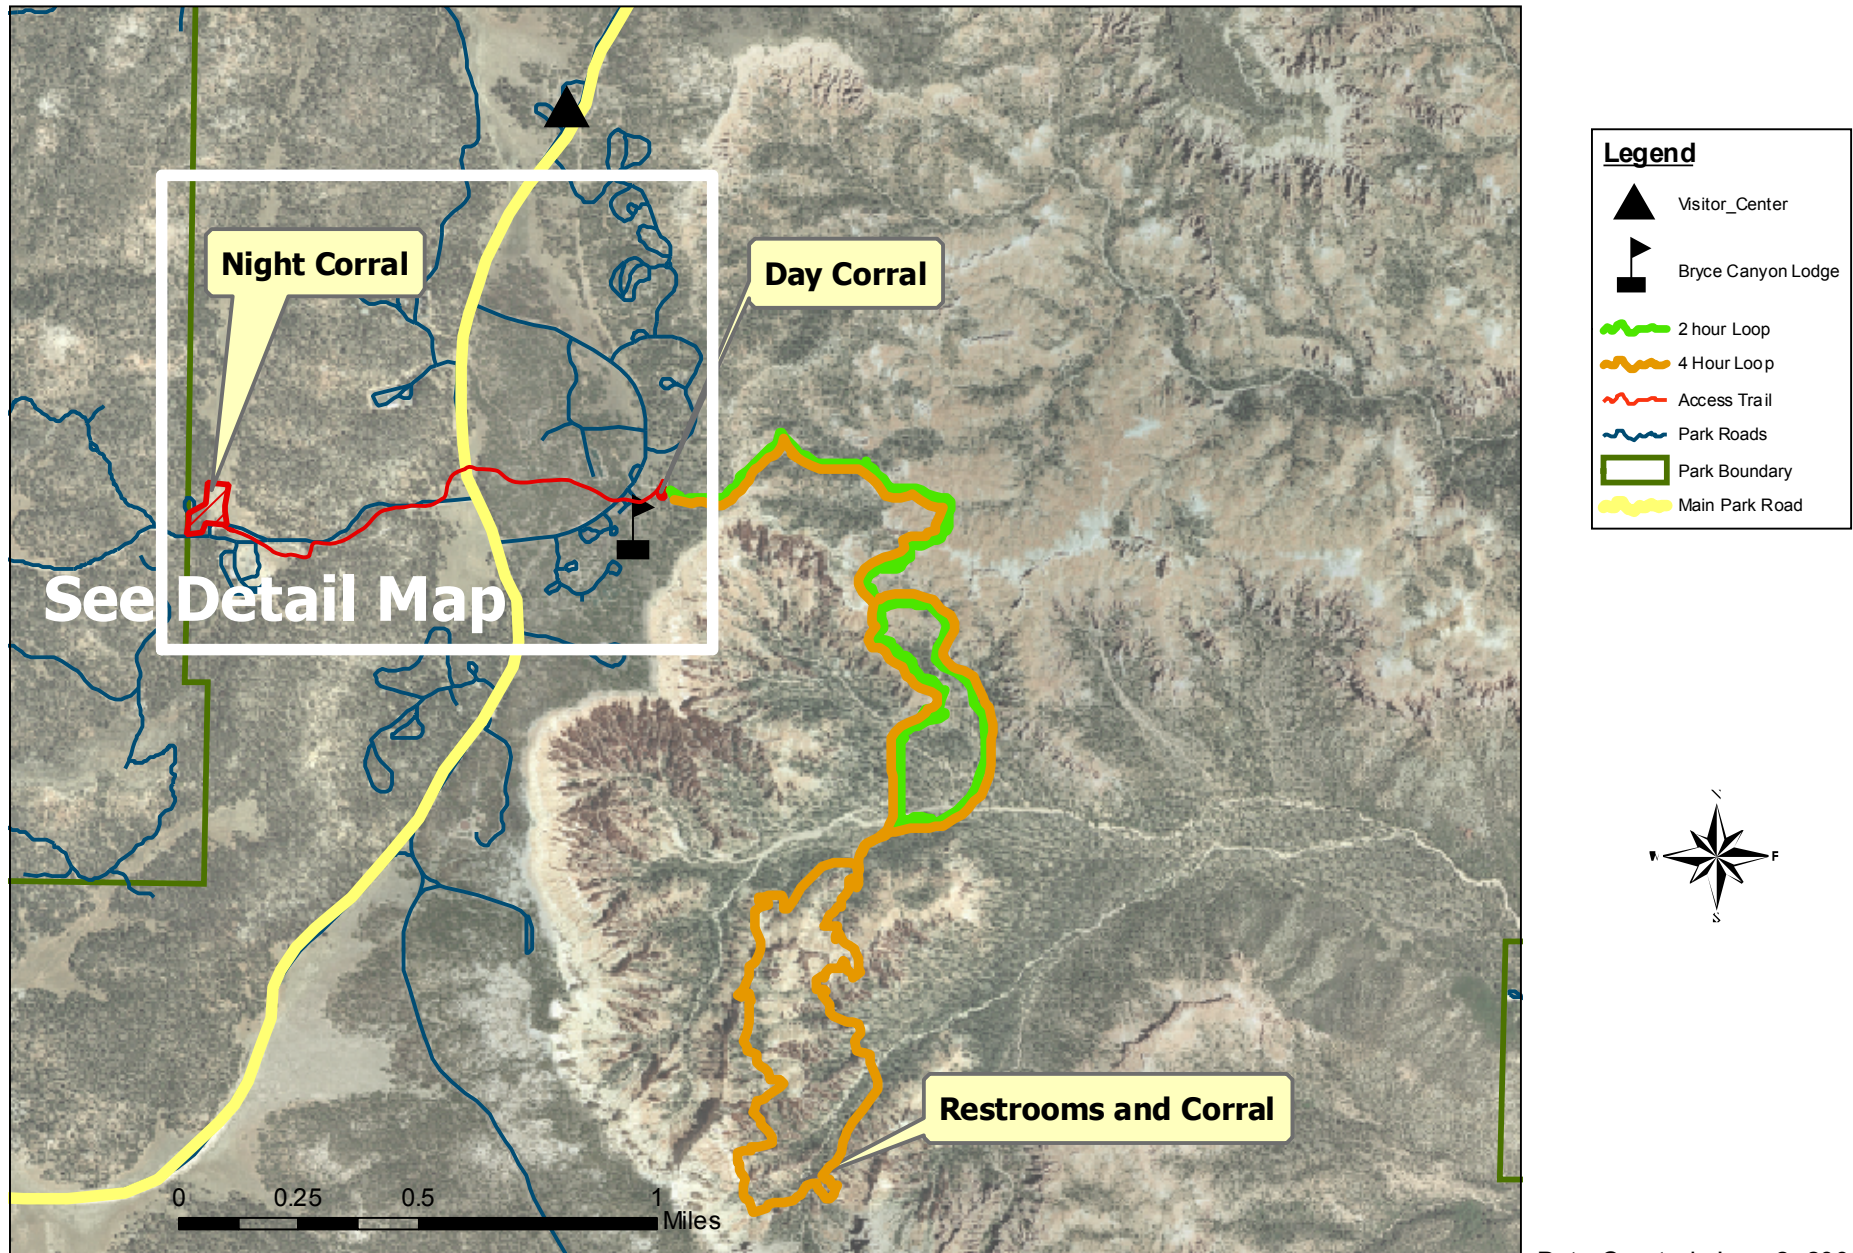 Night Corral
Day Corral
See Detail Map
Restrooms and Corral
0 0.25 0.5 1
Miles
Legend
Visitor_Center
Bryce Canyon Lodge
2 hour Loop
4 Hour Loop
Access Trail
Park Roads
Park Boundary
Main Park Road
N
S